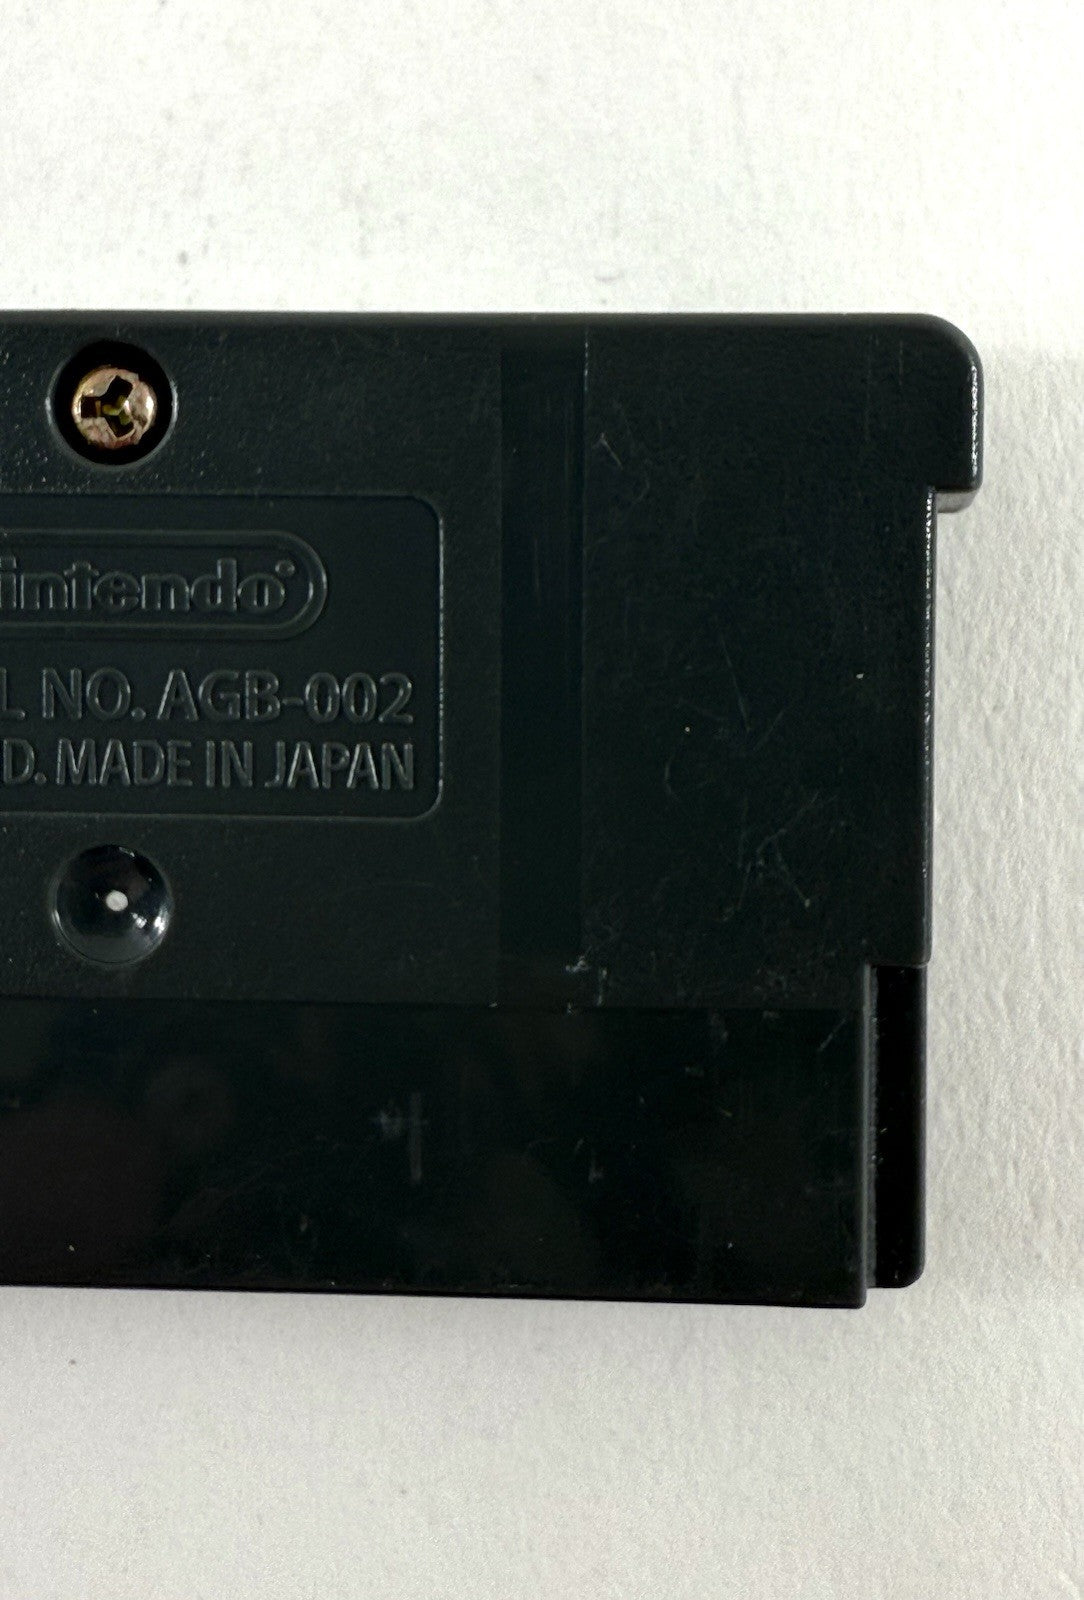 intendo®
L NO. AGB-002
D. MADE IN JAPAN